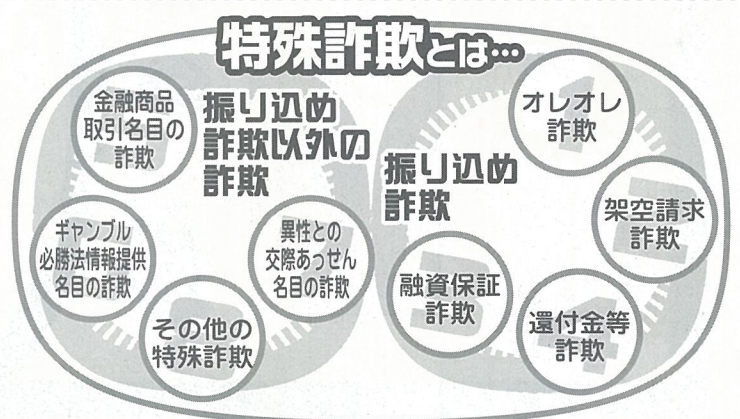 特殊詐欺とは…
振り込め
詐欺以外の
詐欺
金融商品
取引名目の
詐欺
ギャンブル
必勝法情報提供
名目の詐欺
異性との
交際あっせん
名目の詐欺
その他の
特殊詐欺
振り込め
詐欺
1
オレオレ
詐欺
2
架空請求
詐欺
3
融資保証
詐欺
4
還付金等
詐欺